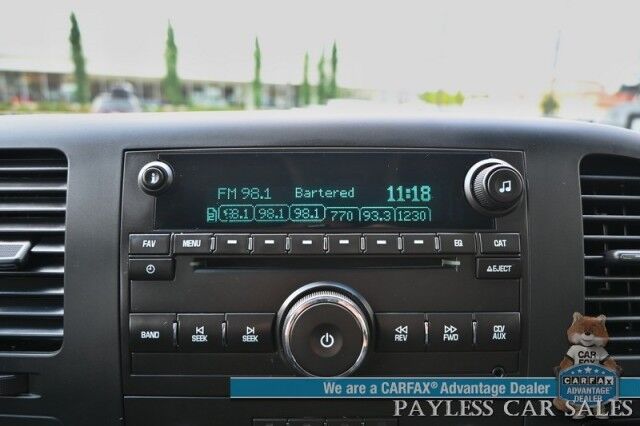 FM 98.1 Bartered 11:18
98.1 98.1 98.1 770 93.3 1230
FAV MENU EQ CAT
EJECT
BAND SEEK SEEK REV FWD CD/AUX
CAR FOX
We are a CARFAX® Advantage Dealer
CARFAX
ADVANTAGE DEALER
PAYLESS CAR SALES